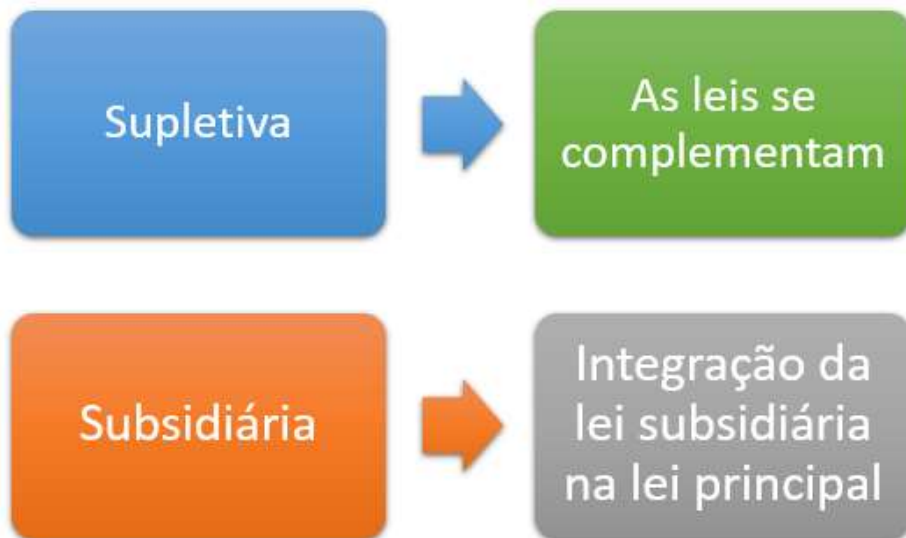 Supletiva
As leis se
complementam
Subsidiária
Integração da
lei subsidiária
na lei principal